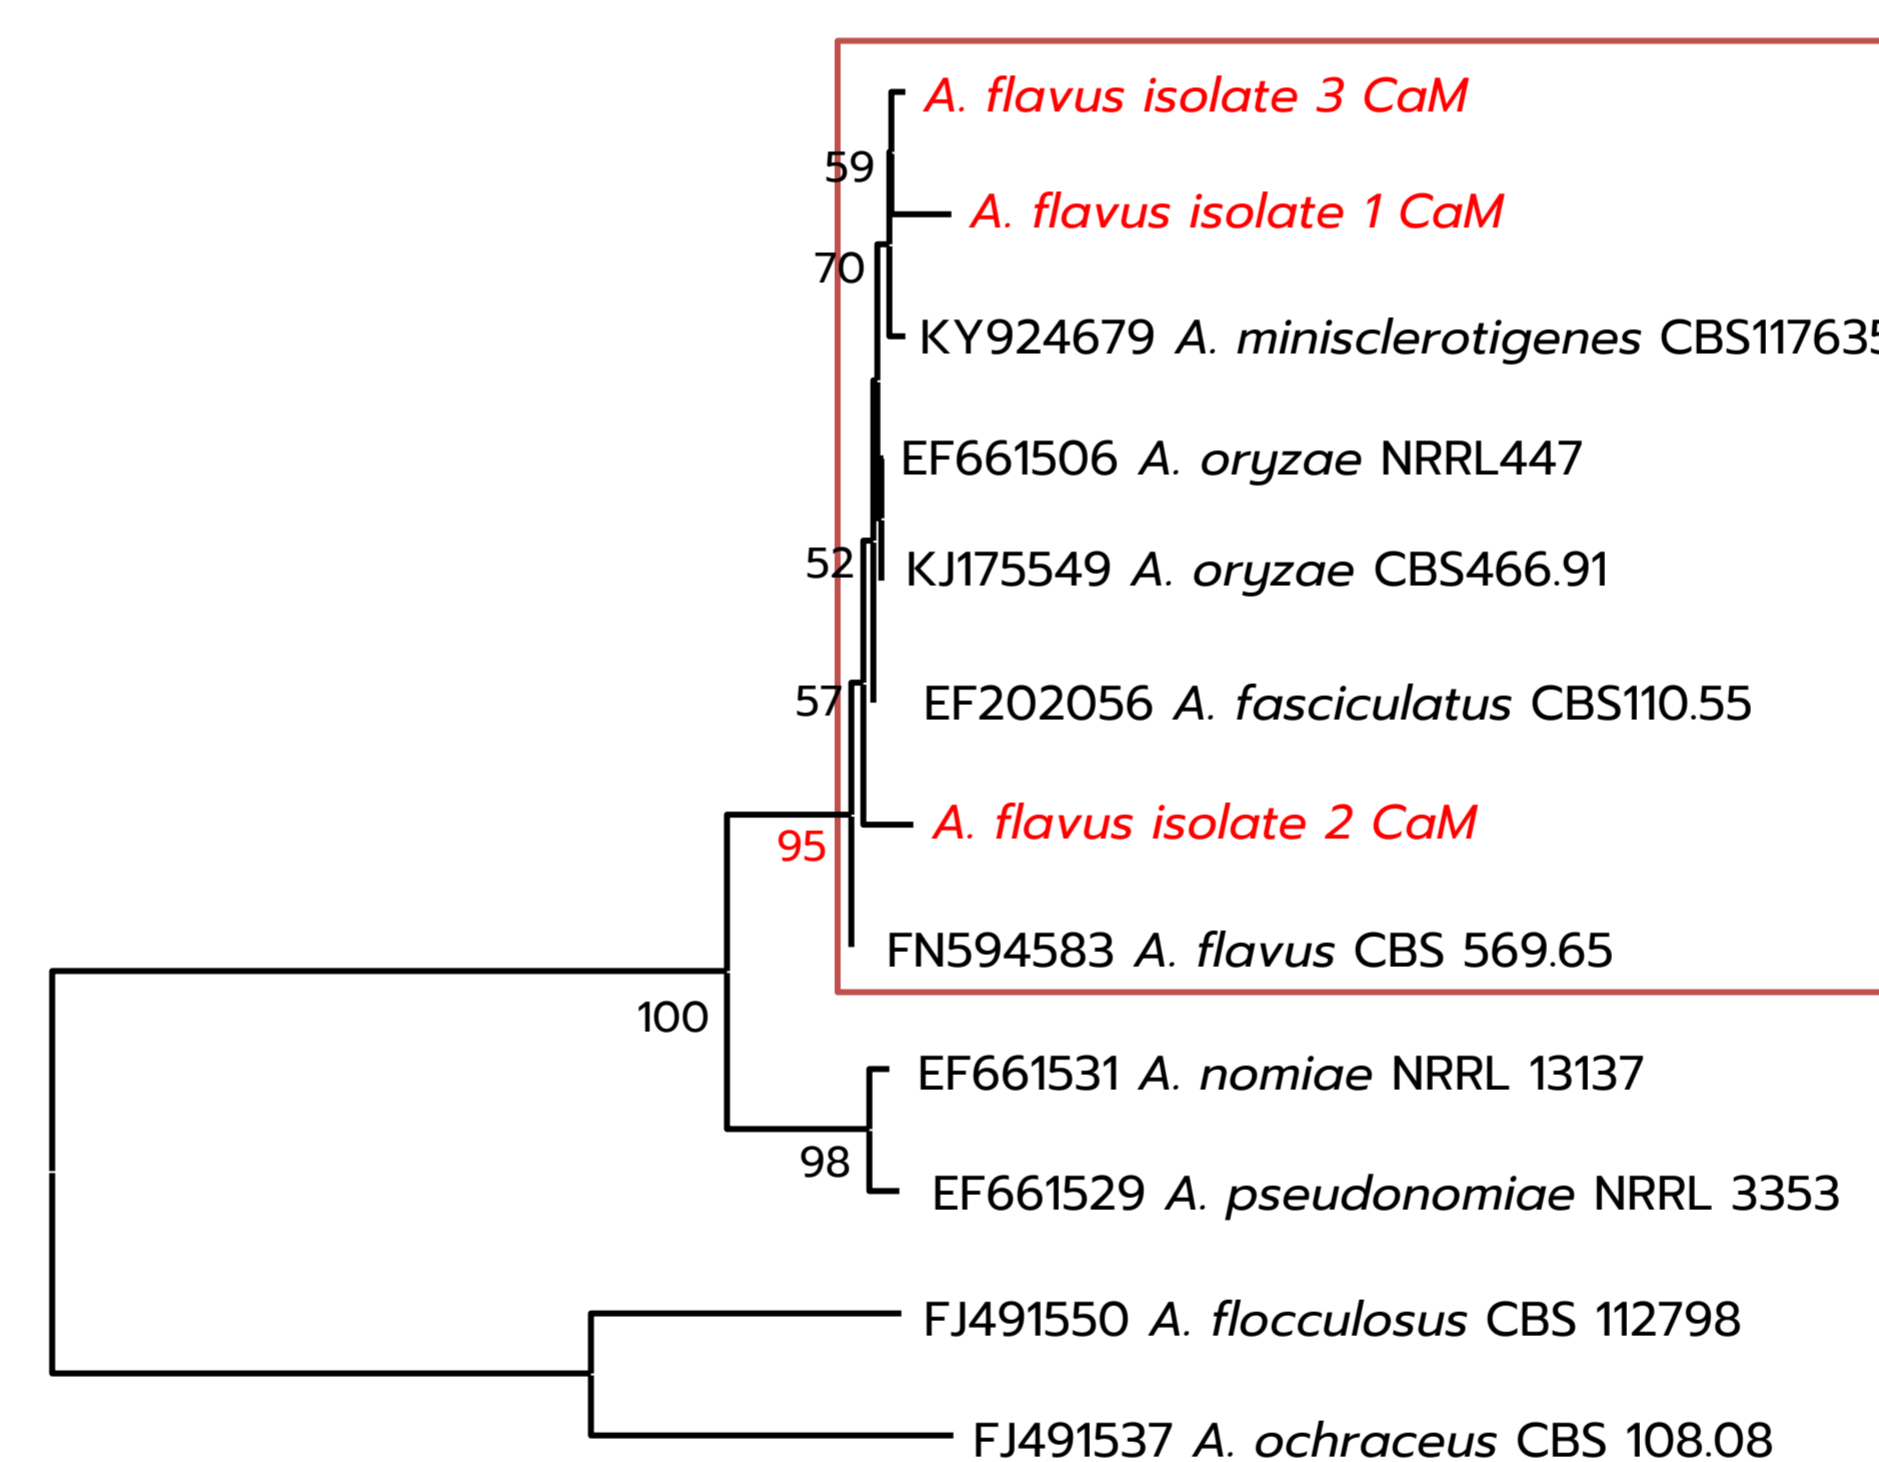 A. flavus isolate 3 CaM
59
A. flavus isolate 1 CaM
70
KY924679 A. minisclerotigenes CBS117635
EF661506 A. oryzae NRRL447
52
KJ175549 A. oryzae CBS466.91
57
EF202056 A. fasciculatus CBS110.55
A. flavus isolate 2 CaM
95
FN594583 A. flavus CBS 569.65
100
EF661531 A. nomiae NRRL 13137
98
EF661529 A. pseudonomiae NRRL 3353
FJ491550 A. flocculosus CBS 112798
FJ491537 A. ochraceus CBS 108.08